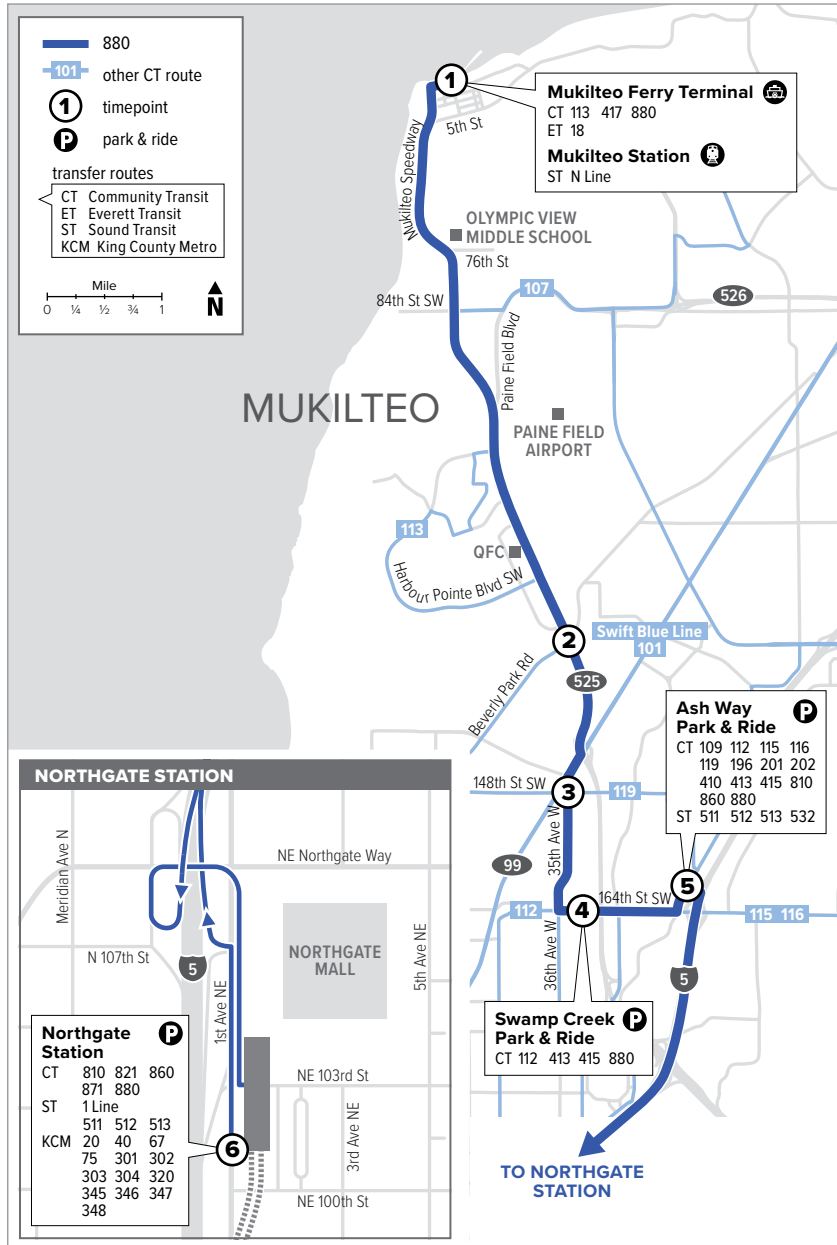 880
101 other CT route
1 timepoint
P park & ride
transfer routes
CT Community Transit
ET Everett Transit
ST Sound Transit
KCM King County Metro
Mile
0 ¼ ½ ¾ 1
N
1
Mukilteo Ferry Terminal
CT 113 417 880
ET 18
Mukilteo Station
ST N Line
5th St
Mukilteo Speedway
OLYMPIC VIEW
MIDDLE SCHOOL
76th St
84th St SW
107
526
Paine Field Blvd
MUKILTEO
PAINE FIELD
AIRPORT
113
QFC
Harbour Pointe Blvd SW
2
Swift Blue Line
101
Beverly Park Rd
525
Ash Way
Park & Ride
P
CT 109 112 115 116
119 196 201 202
410 413 415 810
860 880
ST 511 512 513 532
148th St SW
3
119
35th Ave W
99
5
164th St SW
112
4
115 116
36th Ave W
5
Swamp Creek
Park & Ride
P
CT 112 413 415 880
TO NORTHGATE
STATION
NORTHGATE STATION
Meridian Ave N
NE Northgate Way
N 107th St
5
1st Ave NE
NORTHGATE
MALL
5th Ave NE
Northgate
Station
P
CT 810 821 860
871 880
ST 1 Line
511 512 513
KCM 20 40 67
75 301 302
303 304 320
345 346 347
348
6
NE 103rd St
3rd Ave NE
NE 100th St